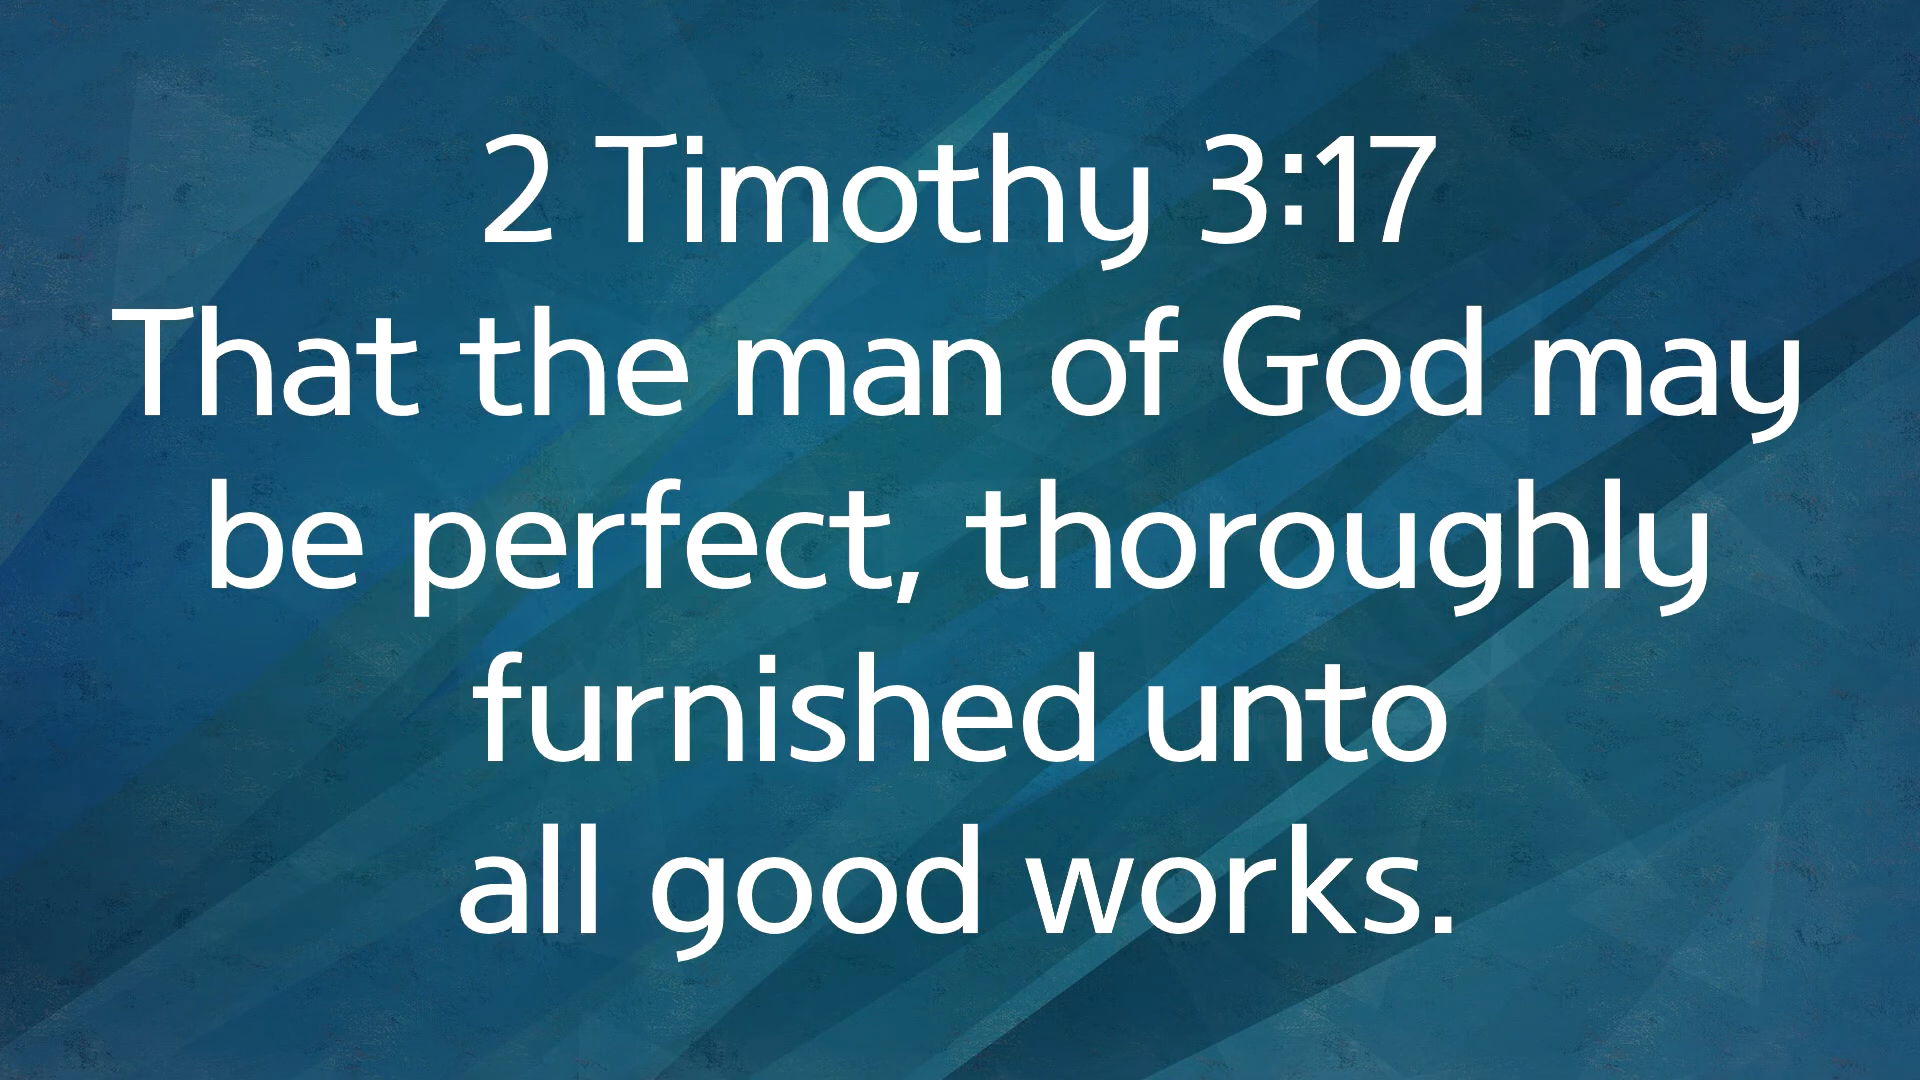 2 Timothy 3:17
That the man of God may
be perfect, thoroughly
furnished unto
all good works.